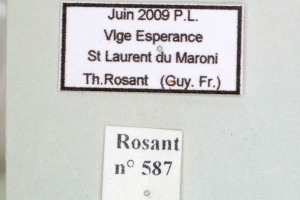 Juin 2009 P.L.
Vlge Esperance
St Laurent du Maroni
Th.Rosant (Guy. Fr.)
Rosant
n° 587